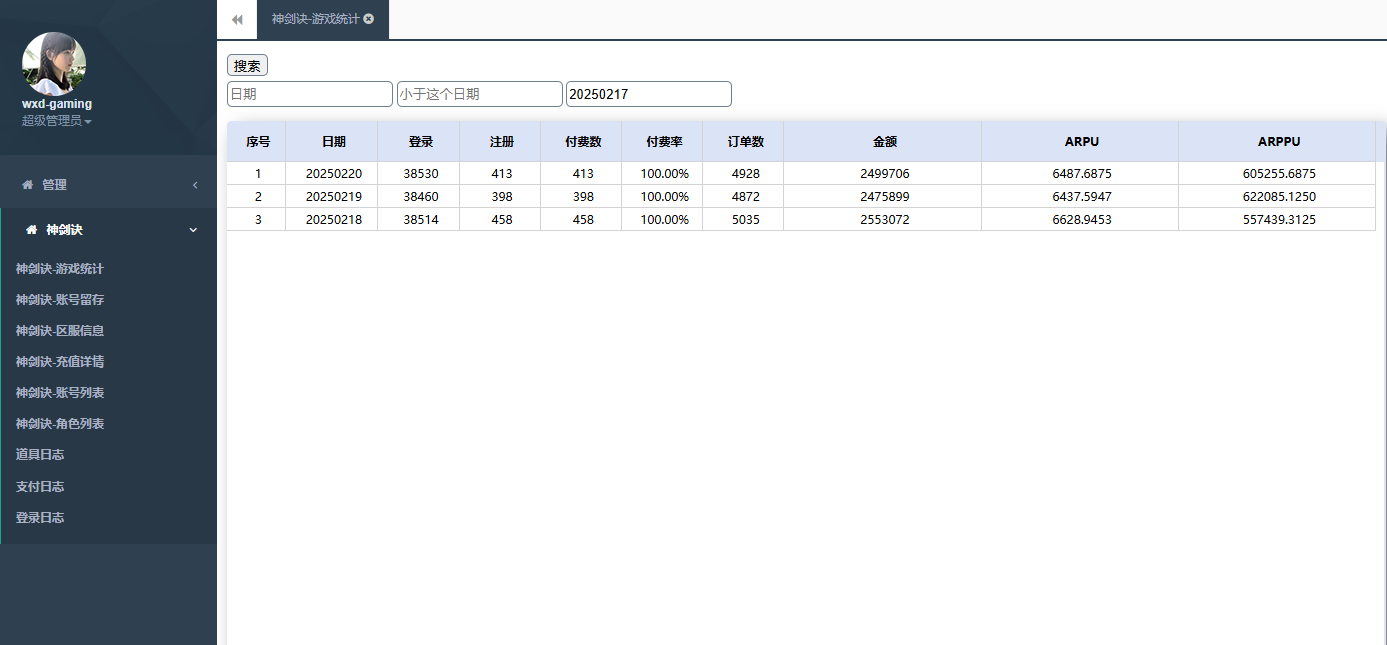 神剑诀-游戏统计
wxd-gaming
超级管理员
管理
神剑诀
神剑诀-游戏统计
神剑诀-账号留存
神剑诀-区服信息
神剑诀-充值详情
神剑诀-账号列表
神剑诀-角色列表
道具日志
支付日志
登录日志
搜索
日期 小于这个日期 20250217
序号 日期 登录 注册 付费数 付费率 订单数 金额 ARPU ARPPU
1 20250220 38530 413 413 100.00% 4928 2499706 6487.6875 605255.6875
2 20250219 38460 398 398 100.00% 4872 2475899 6437.5947 622085.1250
3 20250218 38514 458 458 100.00% 5035 2553072 6628.9453 557439.3125